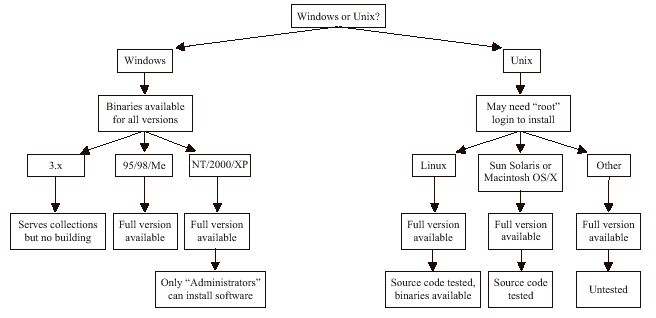 Windows or Unix?
Windows
Unix
Binaries available
for all versions
May need “root”
login to install
3.x
95/98/Me
NT/2000/XP
Linux
Sun Solaris or
Macintosh OS/X
Other
Serves collections
but no building
Full version
available
Full version
available
Full version
available
Full version
available
Full version
available
Only “Administrators”
can install software
Source code tested,
binaries available
Source code
tested
Untested